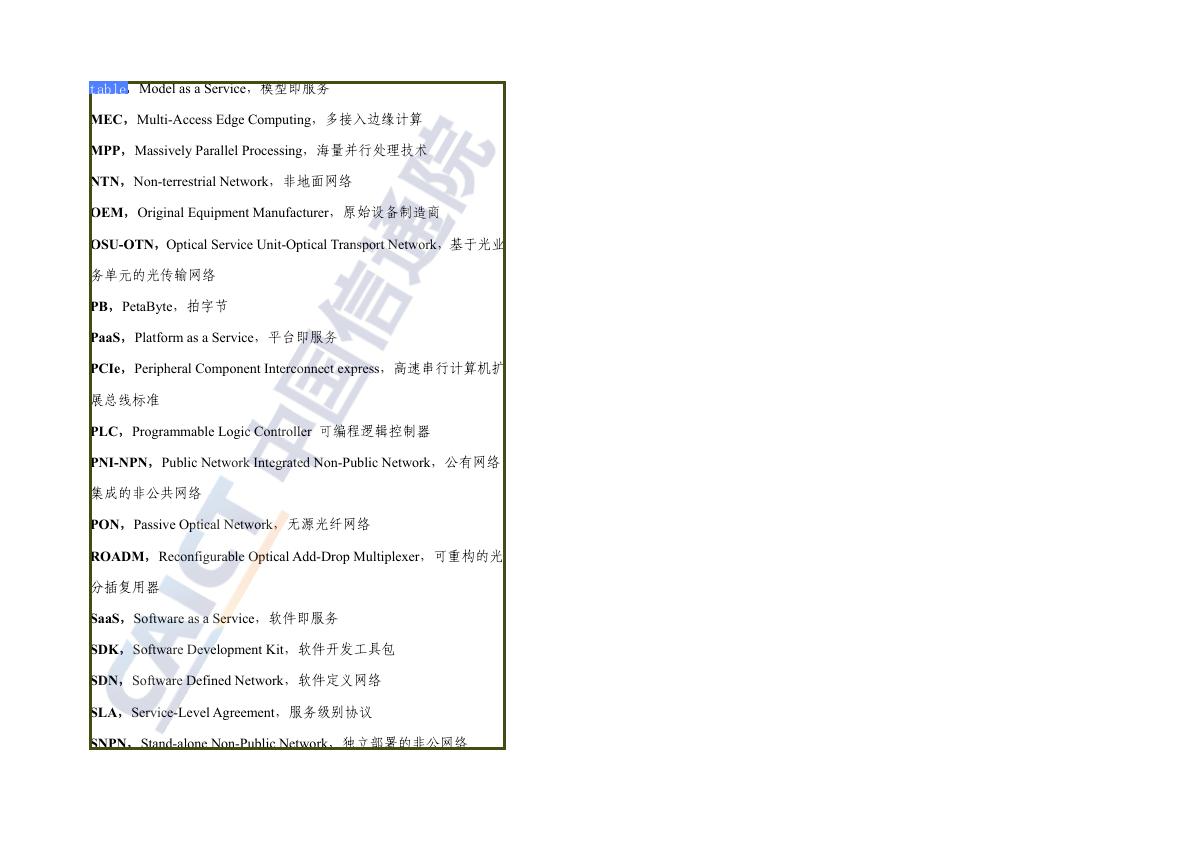 table，Model as a Service，模型即服务
MEC，Multi-Access Edge Computing，多接入边缘计算
MPP，Massively Parallel Processing，海量并行处理技术
NTN，Non-terrestrial Network，非地面网络
OEM，Original Equipment Manufacturer，原始设备制造商
OSU-OTN，Optical Service Unit-Optical Transport Network，基于光业
务单元的光传输网络
PB，PetaByte，拍字节
PaaS，Platform as a Service，平台即服务
PCIe，Peripheral Component Interconnect express，高速串行计算机扩
展总线标准
PLC，Programmable Logic Controller 可编程逻辑控制器
PNI-NPN，Public Network Integrated Non-Public Network，公有网络
集成的非公共网络
PON，Passive Optical Network，无源光纤网络
ROADM，Reconfigurable Optical Add-Drop Multiplexer，可重构的光
分插复用器
SaaS，Software as a Service，软件即服务
SDK，Software Development Kit，软件开发工具包
SDN，Software Defined Network，软件定义网络
SLA，Service-Level Agreement，服务级别协议
SNPN，Stand-alone Non-Public Network，独立部署的非公网络
CAICT 中国信通院